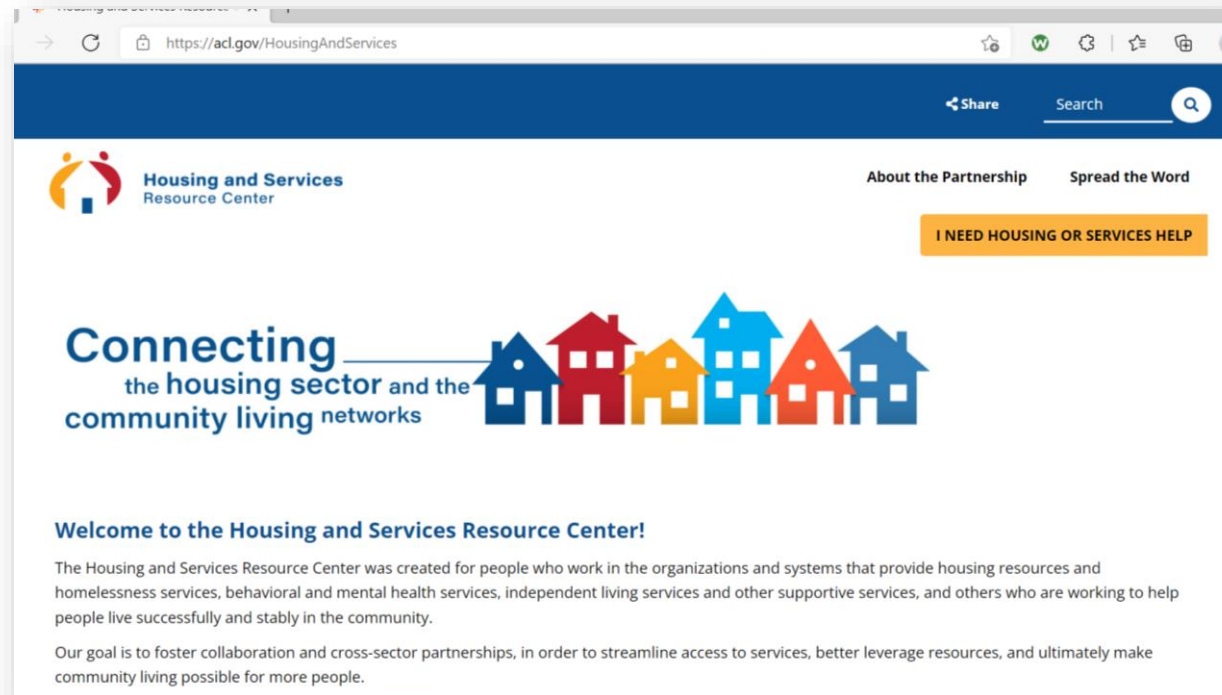 Housing and Services Resource
https://acl.gov/HousingAndServices
Share
Search
Housing and Services
Resource Center
About the Partnership
Spread the Word
I NEED HOUSING OR SERVICES HELP
Connecting
the housing sector and the
community living networks
Welcome to the Housing and Services Resource Center!
The Housing and Services Resource Center was created for people who work in the organizations and systems that provide housing resources and
homelessness services, behavioral and mental health services, independent living services and other supportive services, and others who are working to help
people live successfully and stably in the community.
Our goal is to foster collaboration and cross-sector partnerships, in order to streamline access to services, better leverage resources, and ultimately make
community living possible for more people.